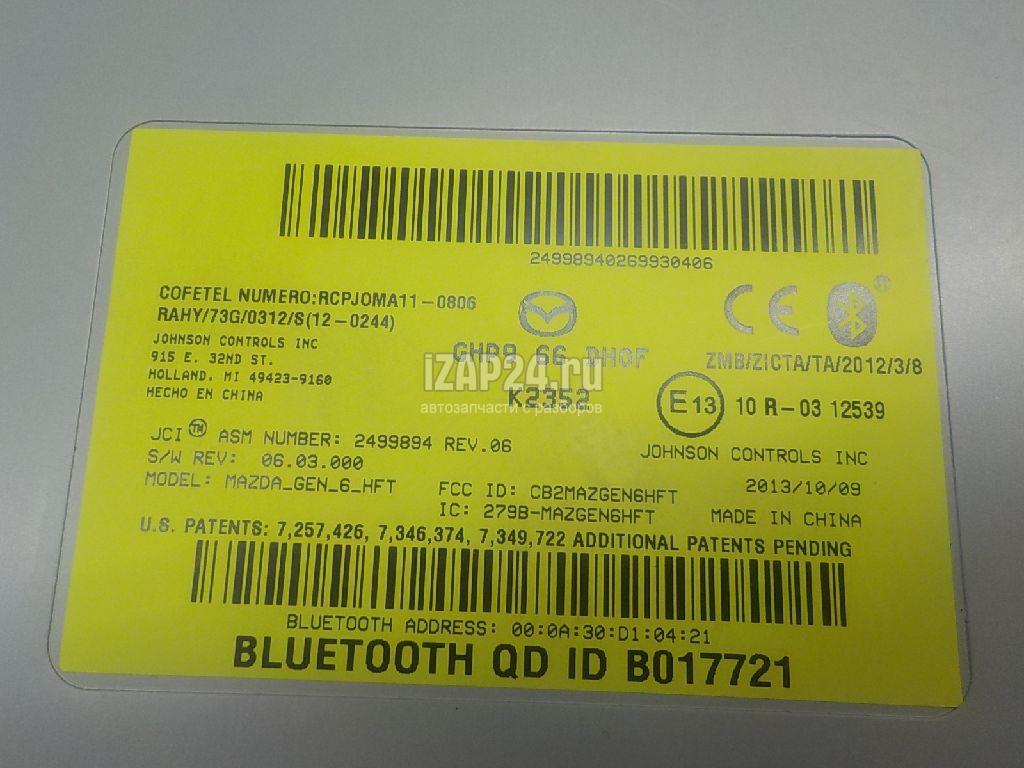 24998940269930406
COFETEL NUMERO:RCPJOMA11-0806
RAHY/73G/0312/S(12-0244)
JOHNSON CONTROLS INC
915 E. 32ND ST.
HOLLAND, MI 49423-9160
HECHO EN CHINA
GHP9 66 DH0F
K2352
iZAP24.ru
автозапчасти с разборов
CE
®
ZMB/ZICTA/TA/2012/3/8
E13 10 R-03 12539
JCI™ ASM NUMBER: 2499894 REV.06
S/W REV: 06.03.000
MODEL: MAZDA_GEN_6_HFT
JOHNSON CONTROLS INC
2013/10/09
FCC ID: CB2MAZGEN6HFT
IC: 279B-MAZGEN6HFT
MADE IN CHINA
U.S. PATENTS: 7,257,426, 7,346,374, 7,349,722 ADDITIONAL PATENTS PENDING
BLUETOOTH ADDRESS: 00:0A:30:D1:04:21
BLUETOOTH QD ID B017721